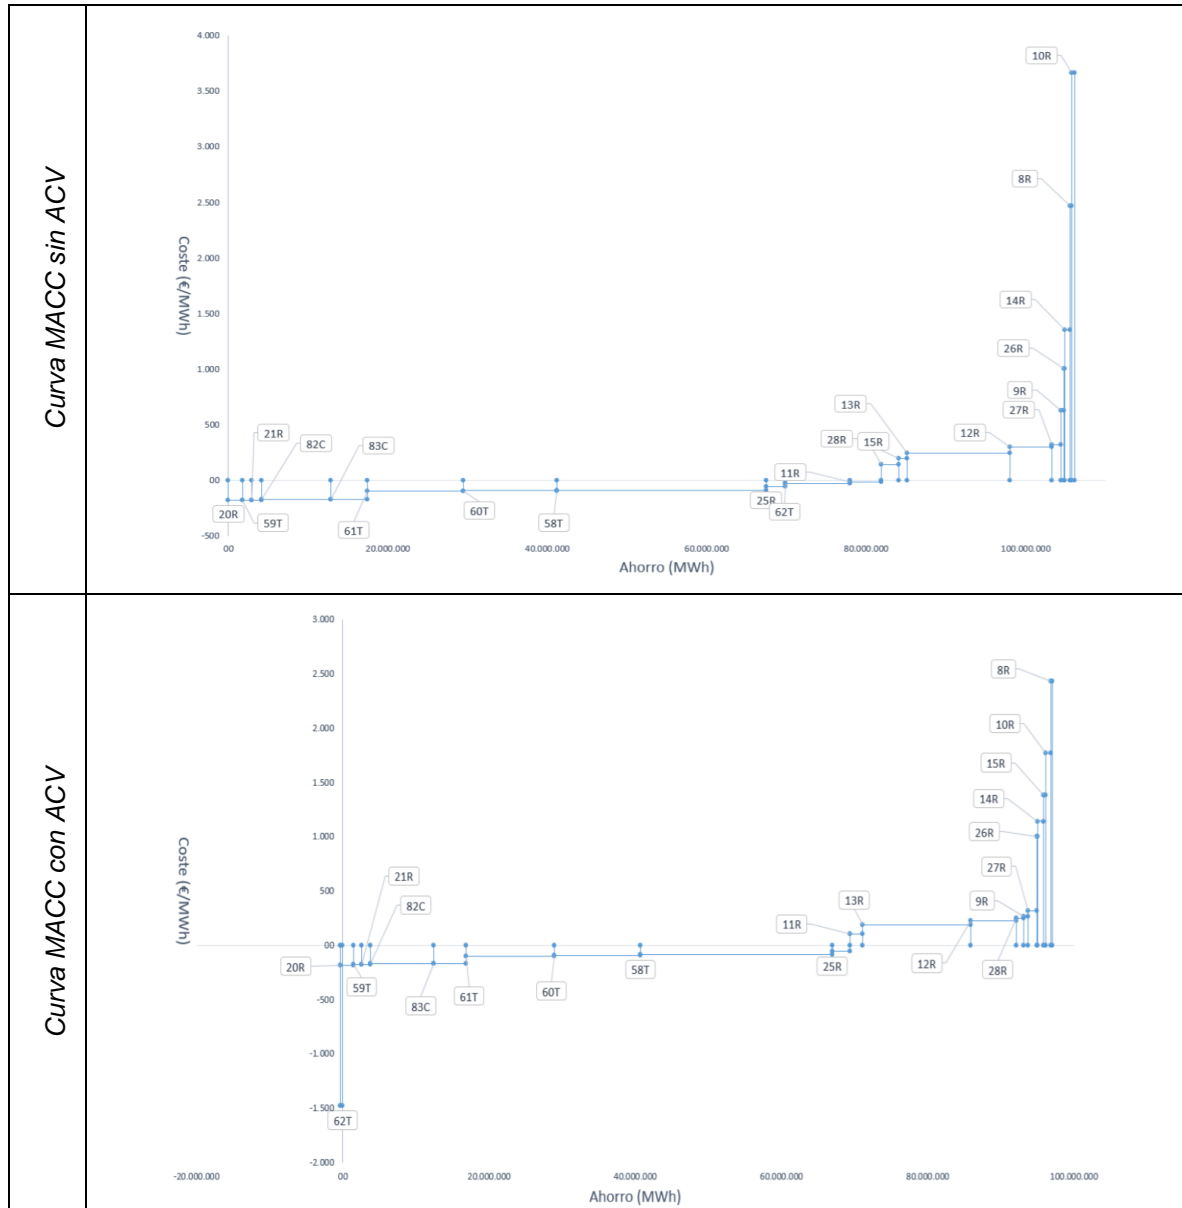 Curva MACC sin ACV
4.000
3.500
3.000
2.500
2.000
1.500
1.000
500
00
-500
Coste (€/MWh)
10R
8R
14R
26R
9R
27R
13R
12R
28R
15R
11R
21R
82C
83C
20R
59T
61T
60T
58T
25R
62T
00
20.000.000
40.000.000
60.000.000
80.000.000
100.000.000
Ahorro (MWh)
Curva MACC con ACV
3.000
2.500
2.000
1.500
1.000
500
00
-500
-1.000
-1.500
-2.000
Coste (€/MWh)
8R
10R
15R
14R
26R
27R
9R
13R
11R
21R
82C
20R
59T
83C
61T
60T
58T
25R
12R
28R
62T
-20.000.000
00
20.000.000
40.000.000
60.000.000
80.000.000
100.000.000
Ahorro (MWh)